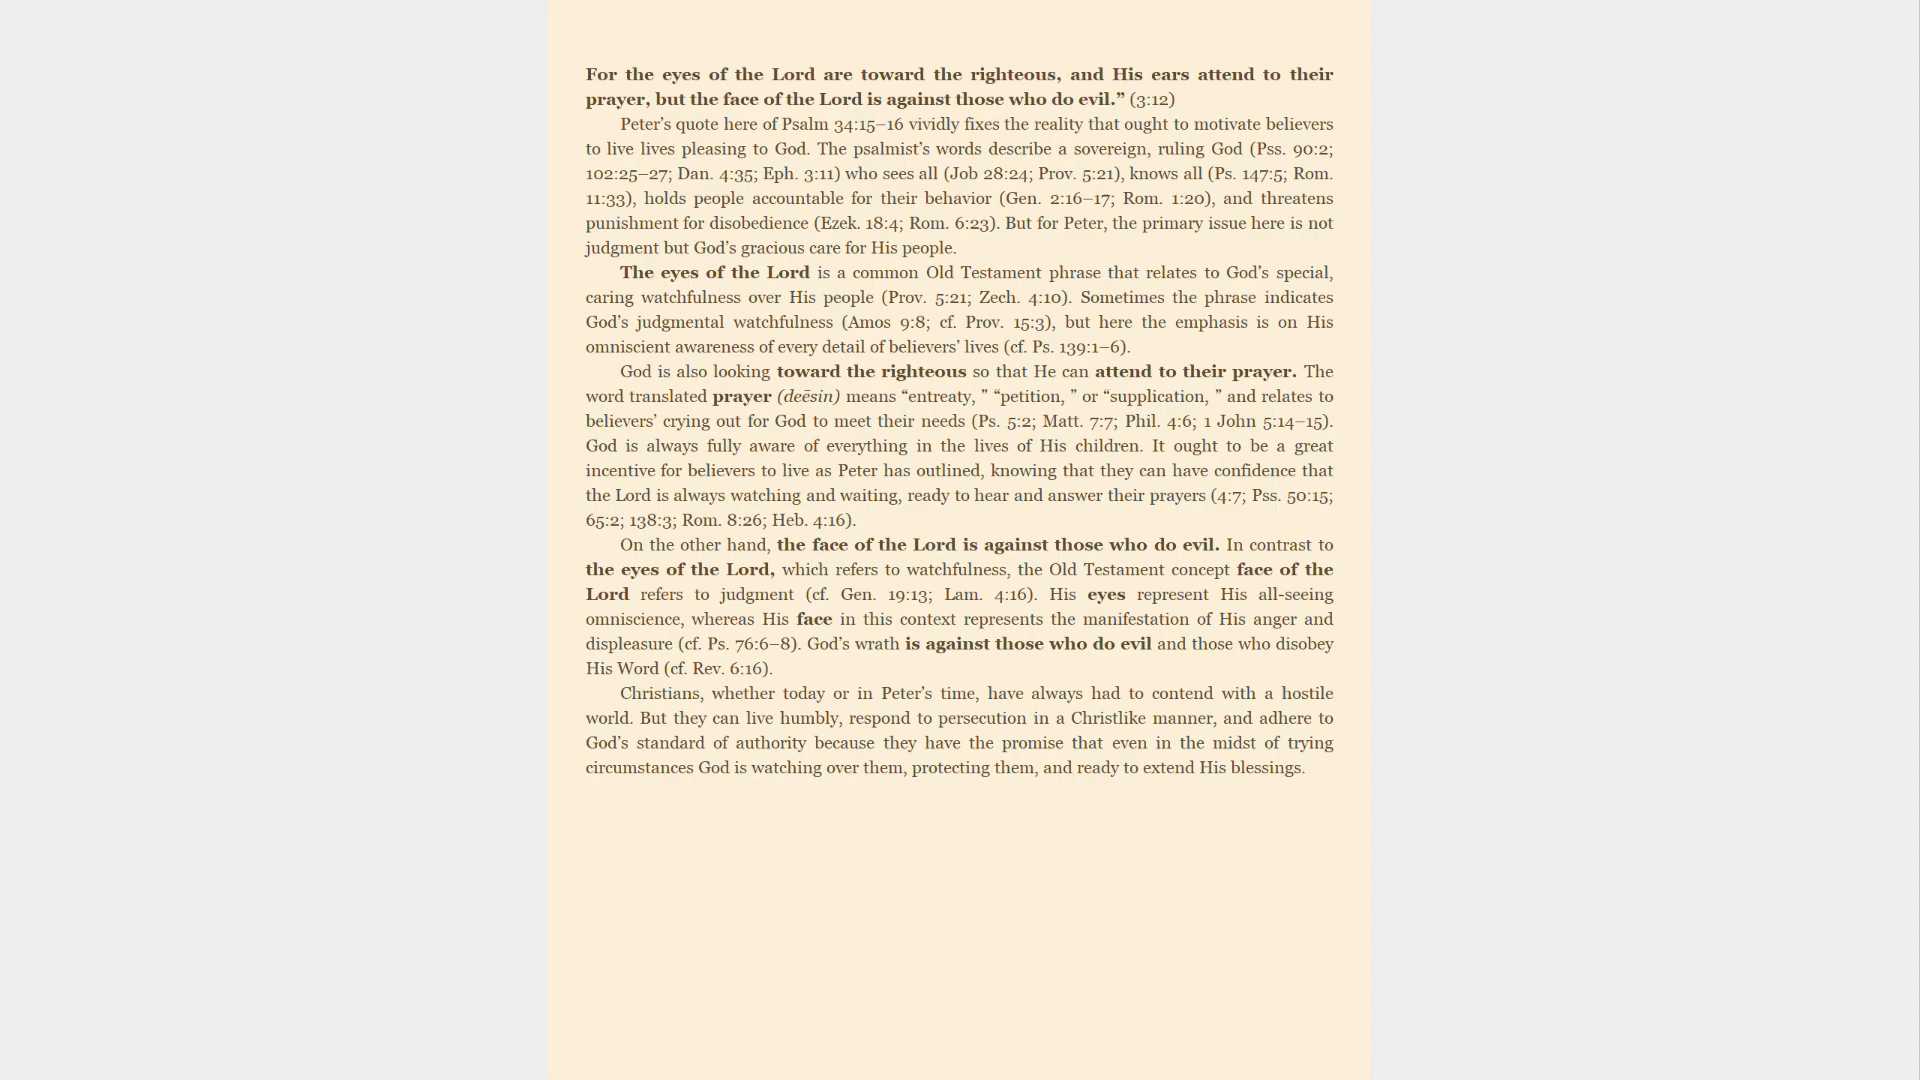 For the eyes of the Lord are toward the righteous, and His ears attend to their
prayer, but the face of the Lord is against those who do evil.” (3:12)
Peter’s quote here of Psalm 34:15–16 vividly fixes the reality that ought to motivate believers
to live lives pleasing to God. The psalmist’s words describe a sovereign, ruling God (Pss. 90:2;
102:25–27; Dan. 4:35; Eph. 3:11) who sees all (Job 28:24; Prov. 5:21), knows all (Ps. 147:5; Rom.
11:33), holds people accountable for their behavior (Gen. 2:16–17; Rom. 1:20), and threatens
punishment for disobedience (Ezek. 18:4; Rom. 6:23). But for Peter, the primary issue here is not
judgment but God’s gracious care for His people.
The eyes of the Lord is a common Old Testament phrase that relates to God’s special,
caring watchfulness over His people (Prov. 5:21; Zech. 4:10). Sometimes the phrase indicates
God’s judgmental watchfulness (Amos 9:8; cf. Prov. 15:3), but here the emphasis is on His
omniscient awareness of every detail of believers’ lives (cf. Ps. 139:1–6).
God is also looking toward the righteous so that He can attend to their prayer. The
word translated prayer (deēsin) means “entreaty, ” “petition, ” or “supplication, ” and relates to
believers’ crying out for God to meet their needs (Ps. 5:2; Matt. 7:7; Phil. 4:6; 1 John 5:14–15).
God is always fully aware of everything in the lives of His children. It ought to be a great
incentive for believers to live as Peter has outlined, knowing that they can have confidence that
the Lord is always watching and waiting, ready to hear and answer their prayers (4:7; Pss. 50:15;
65:2; 138:3; Rom. 8:26; Heb. 4:16).
On the other hand, the face of the Lord is against those who do evil. In contrast to
the eyes of the Lord, which refers to watchfulness, the Old Testament concept face of the
Lord refers to judgment (cf. Gen. 19:13; Lam. 4:16). His eyes represent His all-seeing
omniscience, whereas His face in this context represents the manifestation of His anger and
displeasure (cf. Ps. 76:6–8). God’s wrath is against those who do evil and those who disobey
His Word (cf. Rev. 6:16).
Christians, whether today or in Peter’s time, have always had to contend with a hostile
world. But they can live humbly, respond to persecution in a Christlike manner, and adhere to
God’s standard of authority because they have the promise that even in the midst of trying
circumstances God is watching over them, protecting them, and ready to extend His blessings.